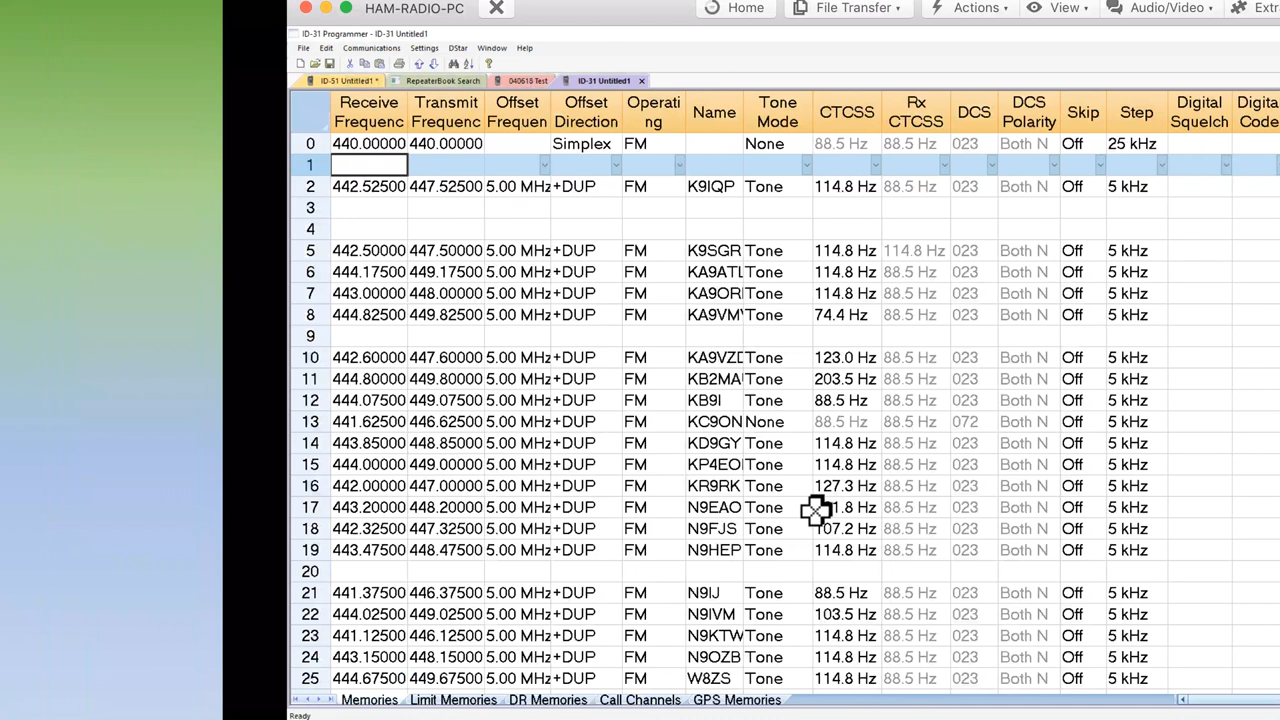 HAM-RADIO-PC Home File Transfer Actions View Audio/Video
ID-31 Programmer - ID-31 Untitled1
File Edit Communications Settings DStar Window Help
ID-51 Untitled1 * RepeaterBook Search 040618 Test ID-31 Untitled1
Receive Transmit Offset Offset Operati Tone Rx DCS Digital Digita
Frequenc Frequenc Frequen Direction ng Name Mode CTCSS CTCSS DCS Polarity Skip Step Squelch Code
0 440.00000 440.00000 Simplex FM None 88.5 Hz 88.5 Hz 023 Both N Off 25 kHz
1
2 442.52500 447.52500 5.00 MHz +DUP FM K9IQP Tone 114.8 Hz 88.5 Hz 023 Both N Off 5 kHz
3
4
5 442.50000 447.50000 5.00 MHz +DUP FM K9SGR Tone 114.8 Hz 114.8 Hz 023 Both N Off 5 kHz
6 444.17500 449.17500 5.00 MHz +DUP FM KA9ATL Tone 114.8 Hz 88.5 Hz 023 Both N Off 5 kHz
7 443.00000 448.00000 5.00 MHz +DUP FM KA9OR Tone 114.8 Hz 88.5 Hz 023 Both N Off 5 kHz
8 444.82500 449.82500 5.00 MHz +DUP FM KA9VM Tone 74.4 Hz 88.5 Hz 023 Both N Off 5 kHz
9
10 442.60000 447.60000 5.00 MHz +DUP FM KA9VZ Tone 123.0 Hz 88.5 Hz 023 Both N Off 5 kHz
11 444.80000 449.80000 5.00 MHz +DUP FM KB2MA Tone 203.5 Hz 88.5 Hz 023 Both N Off 5 kHz
12 444.07500 449.07500 5.00 MHz +DUP FM KB9I Tone 88.5 Hz 88.5 Hz 023 Both N Off 5 kHz
13 441.62500 446.62500 5.00 MHz +DUP FM KC9ON None 88.5 Hz 88.5 Hz 072 Both N Off 5 kHz
14 443.85000 448.85000 5.00 MHz +DUP FM KD9GY Tone 114.8 Hz 88.5 Hz 023 Both N Off 5 kHz
15 444.00000 449.00000 5.00 MHz +DUP FM KP4EO Tone 114.8 Hz 88.5 Hz 023 Both N Off 5 kHz
16 442.00000 447.00000 5.00 MHz +DUP FM KR9RK Tone 127.3 Hz 88.5 Hz 023 Both N Off 5 kHz
17 443.20000 448.20000 5.00 MHz +DUP FM N9EAO Tone 1.8 Hz 88.5 Hz 023 Both N Off 5 kHz
18 442.32500 447.32500 5.00 MHz +DUP FM N9FJS Tone 107.2 Hz 88.5 Hz 023 Both N Off 5 kHz
19 443.47500 448.47500 5.00 MHz +DUP FM N9HEP Tone 114.8 Hz 88.5 Hz 023 Both N Off 5 kHz
20
21 441.37500 446.37500 5.00 MHz +DUP FM N9IJ Tone 88.5 Hz 88.5 Hz 023 Both N Off 5 kHz
22 444.02500 449.02500 5.00 MHz +DUP FM N9IVM Tone 103.5 Hz 88.5 Hz 023 Both N Off 5 kHz
23 441.12500 446.12500 5.00 MHz +DUP FM N9KTW Tone 114.8 Hz 88.5 Hz 023 Both N Off 5 kHz
24 443.15000 448.15000 5.00 MHz +DUP FM N9OZB Tone 114.8 Hz 88.5 Hz 023 Both N Off 5 kHz
25 444.67500 449.67500 5.00 MHz +DUP FM W8ZS Tone 114.8 Hz 88.5 Hz 023 Both N Off 5 kHz
Memories Limit Memories DR Memories Call Channels GPS Memories
Ready